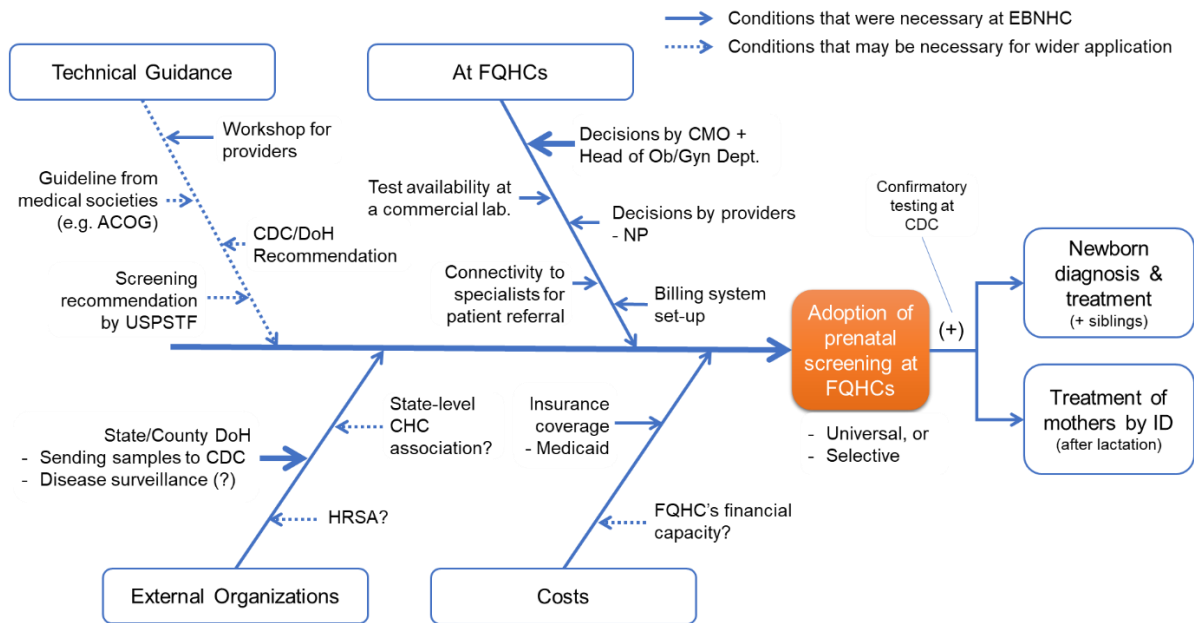 Conditions that were necessary at EBNHC
Conditions that may be necessary for wider application
Technical Guidance
At FQHCs
Workshop for
providers
Guideline from
medical societies
(e.g. ACOG)
CDC/DoH
Recommendation
Screening
recommendation
by USPSTF
Decisions by CMO +
Head of Ob/Gyn Dept.
Test availability at
a commercial lab.
Decisions by providers
- NP
Connectivity to
specialists for
patient referral
Billing system
set-up
Confirmatory
testing at
CDC
Adoption of
prenatal
screening at
FQHCs
(+)
Newborn
diagnosis &
treatment
(+ siblings)
Treatment of
mothers by ID
(after lactation)
- Universal, or
- Selective
State-level
CHC
association?
State/County DoH
- Sending samples to CDC
- Disease surveillance (?)
HRSA?
Insurance
coverage
- Medicaid
FQHC's financial
capacity?
External Organizations
Costs